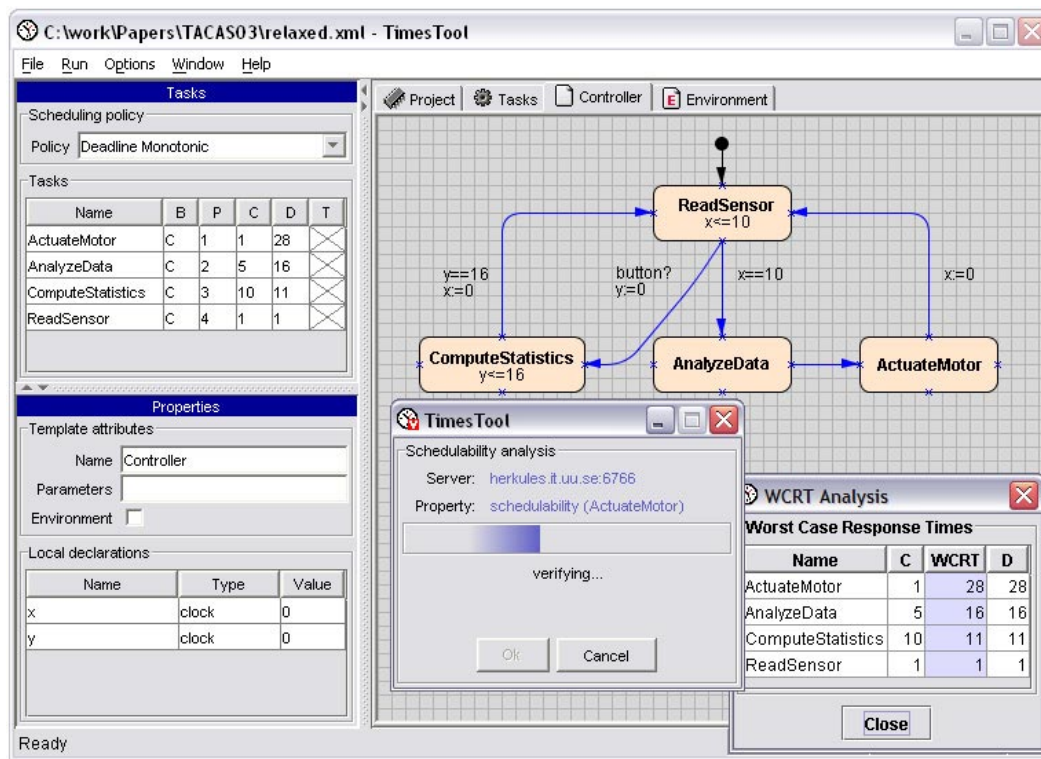 C:\work\Papers\TACAS03\relaxed.xml - TimesTool
File Run Options Window Help
Tasks
Scheduling policy
Policy Deadline Monotonic
Tasks
Name B P C D T
ActuateMotor C 1 1 28
AnalyzeData C 2 5 16
ComputeStatistics C 3 10 11
ReadSensor C 4 1 1
Properties
Template attributes
Name Controller
Parameters
Environment
Local declarations
Name Type Value
x clock 0
y clock 0
Ready
Project Tasks Controller E Environment
ReadSensor
x<=10
y==16
x:=0
button?
y:=0
x==10
x:=0
ComputeStatistics
y<=16
AnalyzeData
ActuateMotor
TimesTool
Schedulability analysis
Server: herkules.it.uu.se:6766
Property: schedulability (ActuateMotor)
verifying...
Ok Cancel
WCRT Analysis
Worst Case Response Times
Name C WCRT D
ActuateMotor 1 28 28
AnalyzeData 5 16 16
ComputeStatistics 10 11 11
ReadSensor 1 1 1
Close